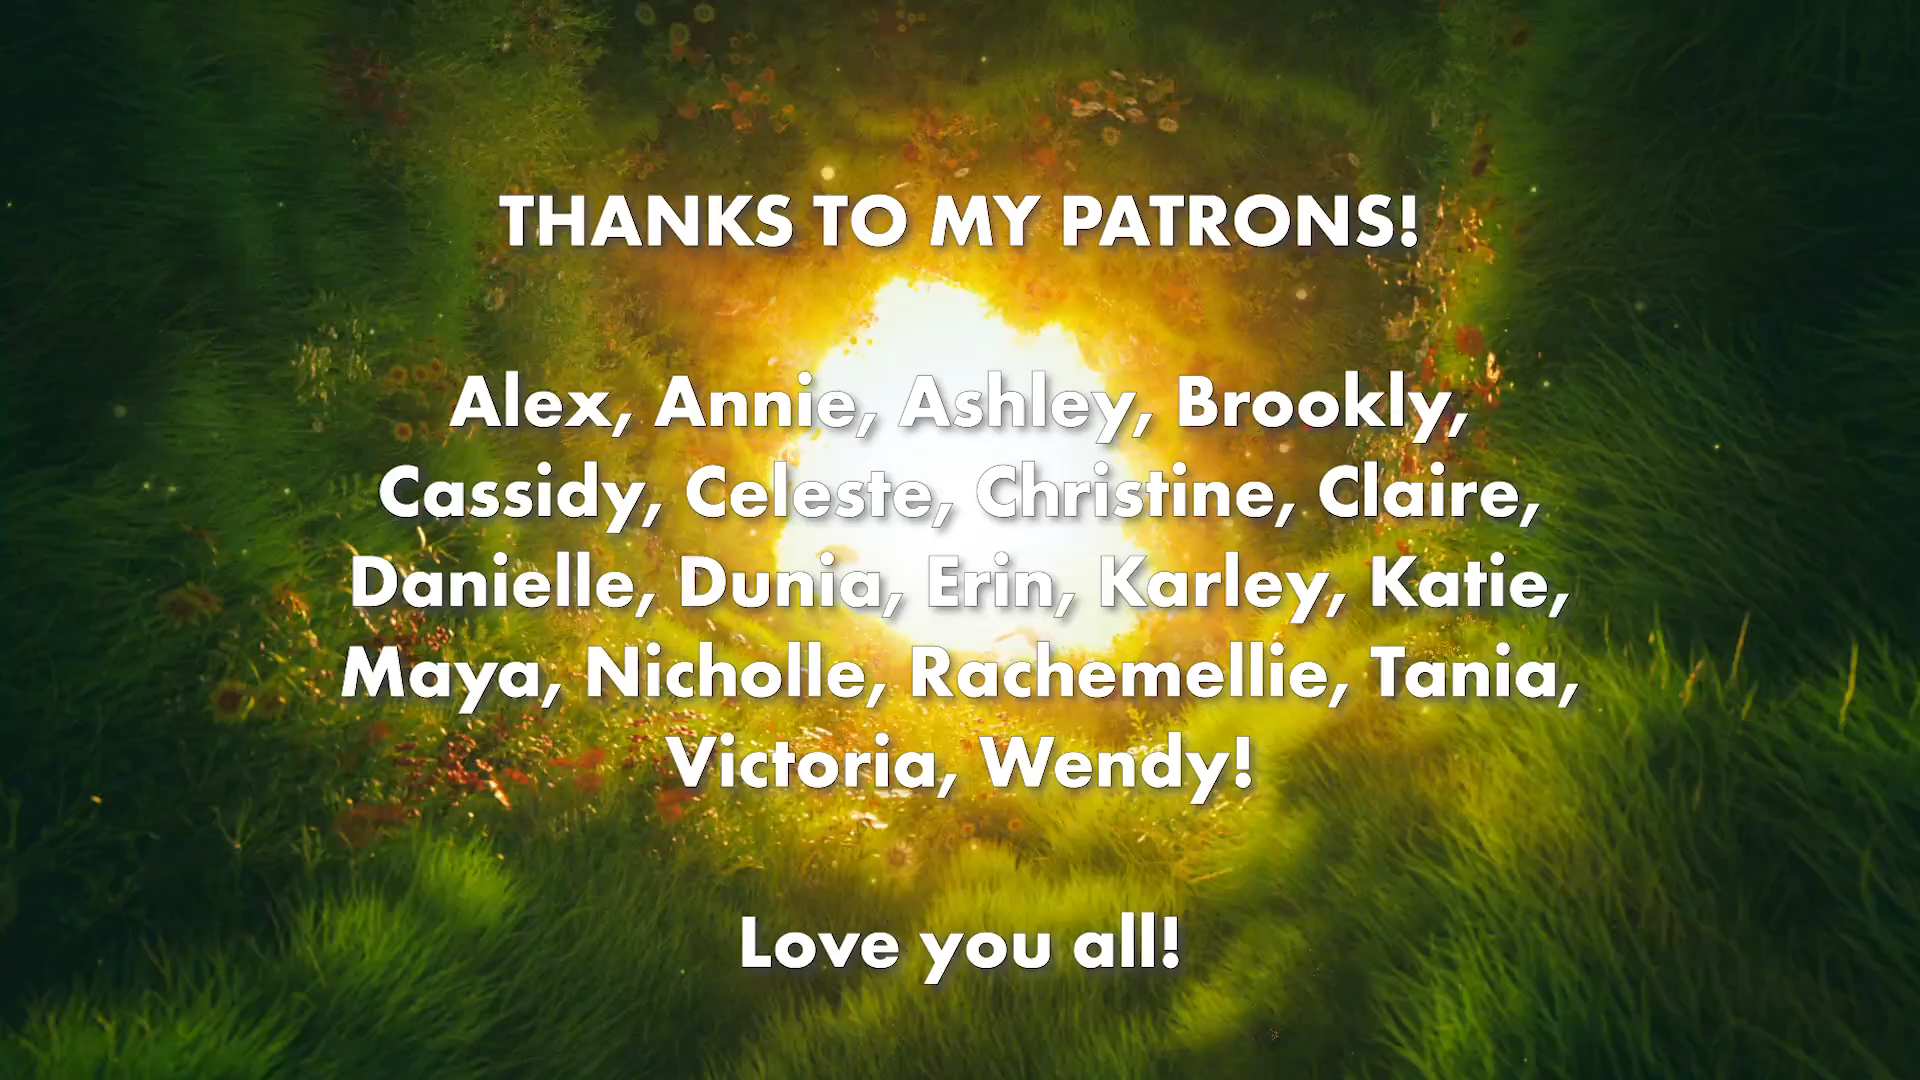 THANKS TO MY PATRONS!
Alex, Annie, Ashley, Brookly,
Cassidy, Celeste, Christine, Claire,
Danielle, Dunia, Erin, Karley, Katie,
Maya, Nicholle, Rachemellie, Tania,
Victoria, Wendy!
Love you all!